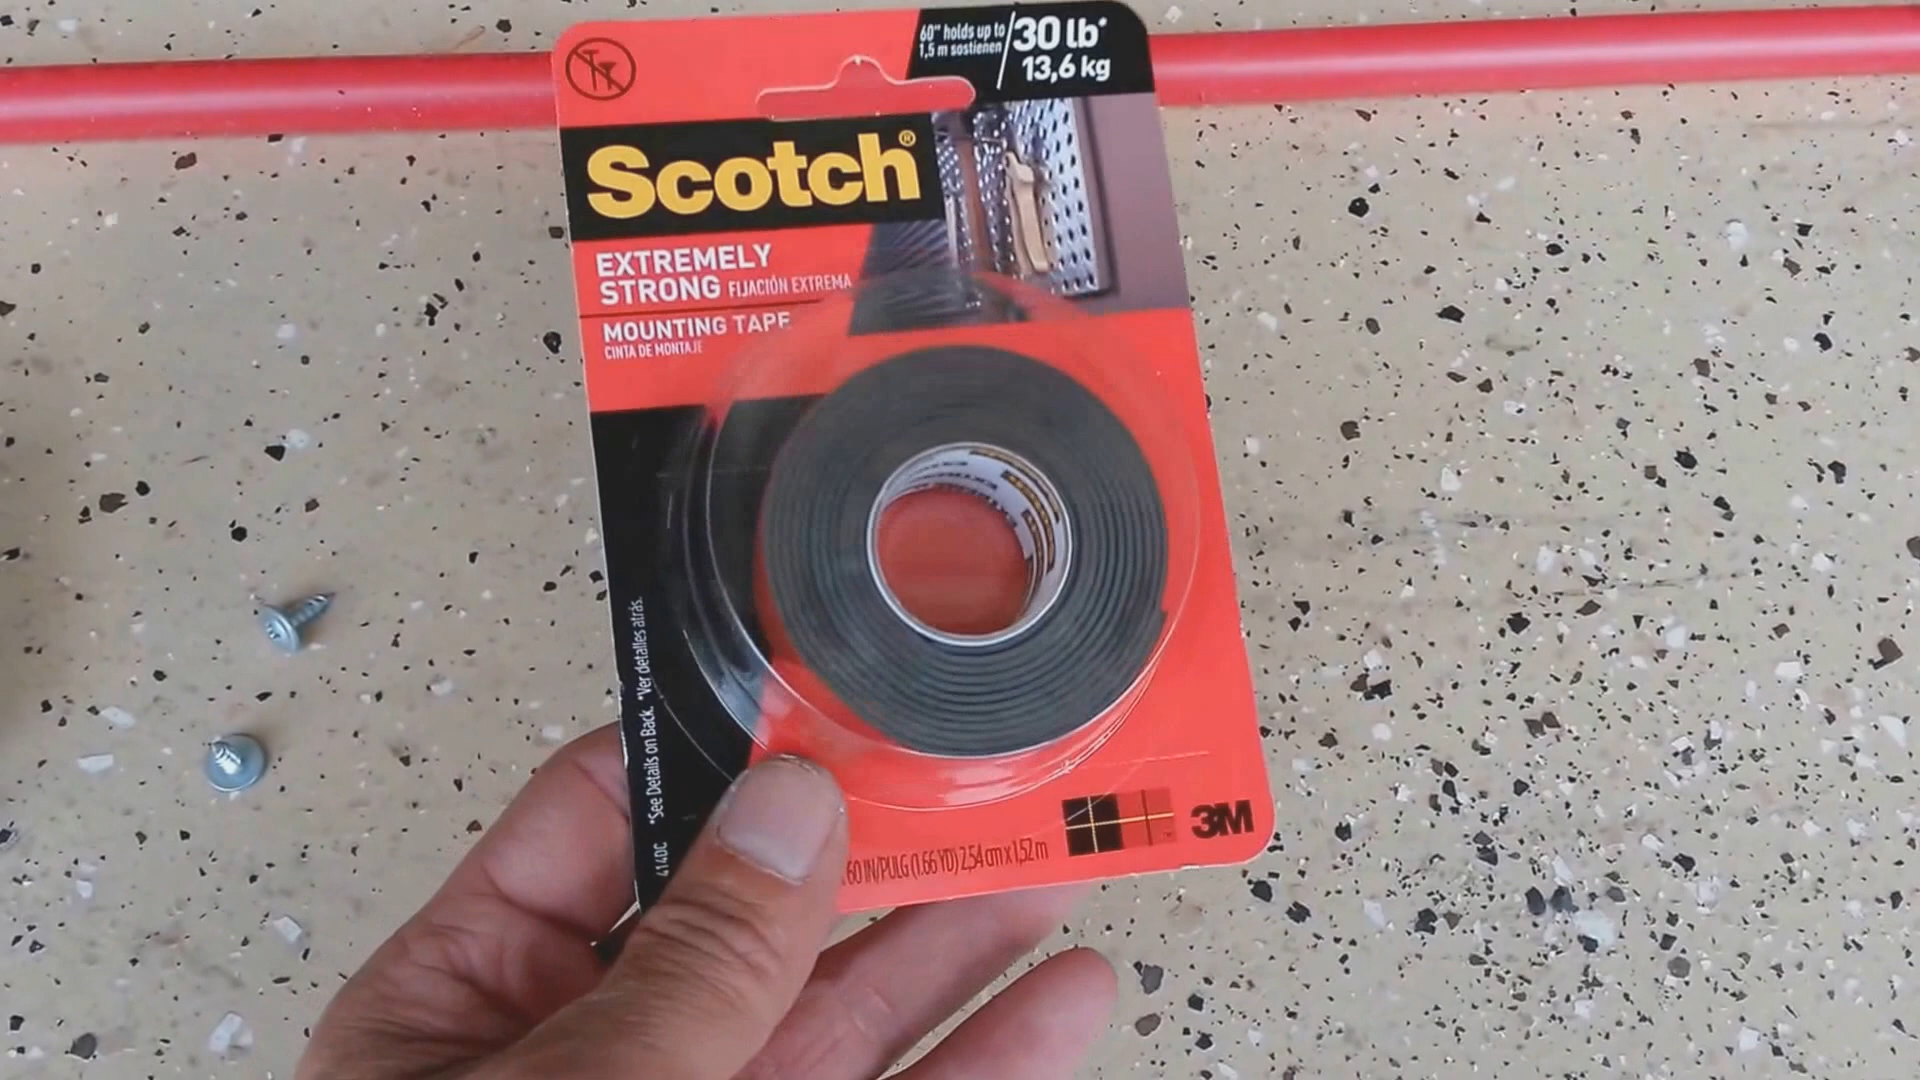 60" holds up to
1,5 m sostienen
30 lb*
13,6 kg
Scotch®
EXTREMELY
STRONG FIJACIÓN EXTREMA
MOUNTING TAPE
CINTA DE MONTAJE
4140C *See Details on Back. *Ver detalles atrás.
60 IN/PULG (1.66 YD) 2,54 cm x 1,52 m
3M